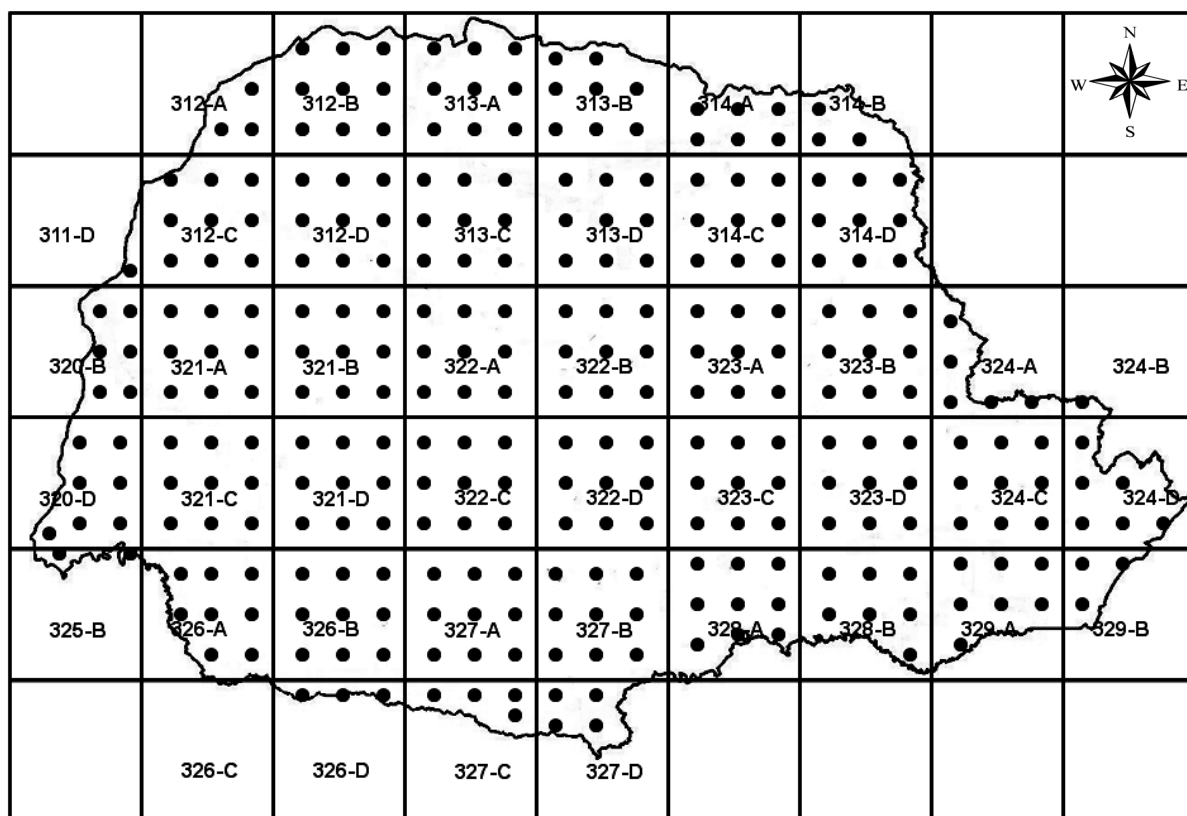 N
W E
S
312-A 312-B 313-A 313-B 314-A 314-B
311-D 312-C 312-D 313-C 313-D 314-C 314-D
320-B 321-A 321-B 322-A 322-B 323-A 323-B 324-A 324-B
320-D 321-C 321-D 322-C 322-D 323-C 323-D 324-C 324-D
325-B 326-A 326-B 327-A 327-B 328-A 328-B 329-A 329-B
326-C 326-D 327-C 327-D